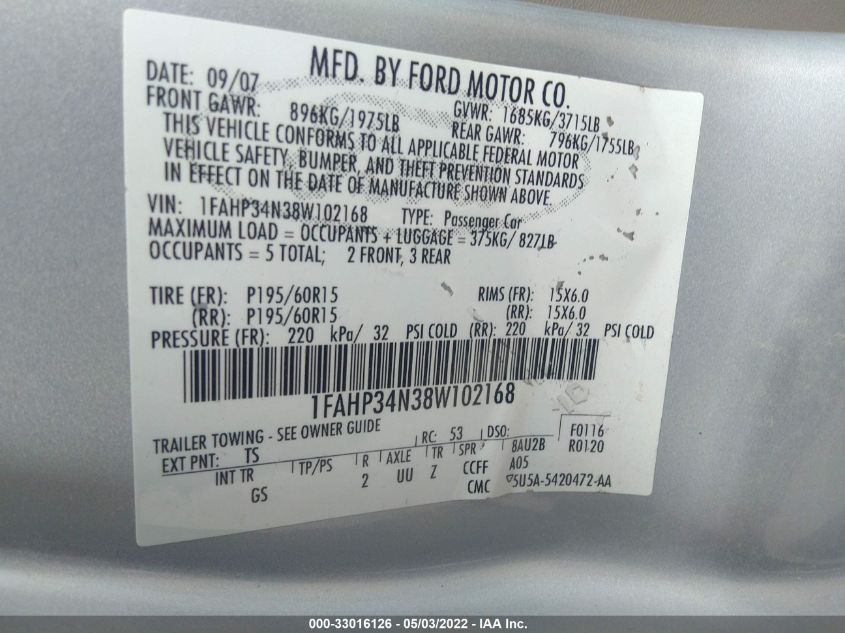 MFD. BY FORD MOTOR CO.
DATE: 09/07 GVWR: 1685KG/3715LB
FRONT GAWR: 896KG/1975LB REAR GAWR: 796KG/1755LB
THIS VEHICLE CONFORMS TO ALL APPLICABLE FEDERAL MOTOR
VEHICLE SAFETY, BUMPER, AND THEFT PREVENTION STANDARDS
IN EFFECT ON THE DATE OF MANUFACTURE SHOWN ABOVE.
VIN: 1FAHP34N38W102168 TYPE: Passenger Car
MAXIMUM LOAD = OCCUPANTS + LUGGAGE = 375KG/ 827LB
OCCUPANTS = 5 TOTAL; 2 FRONT, 3 REAR
TIRE (FR): P195/60R15 RIMS (FR): 15X6.0
(RR): P195/60R15 (RR): 15X6.0
PRESSURE (FR): 220 kPa/ 32 PSI COLD (RR): 220 kPa/ 32 PSI COLD
1FAHP34N38W102168
TRAILER TOWING - SEE OWNER GUIDE F0116
EXT PNT: TS RC: 53 DSO: R0120
INT TR TP/PS R AXLE TR SPR 8AU2B
GS 2 UU Z CCFF A05
CMC 5U5A-5420472-AA
000-33016126 - 05/03/2022 - IAA Inc.